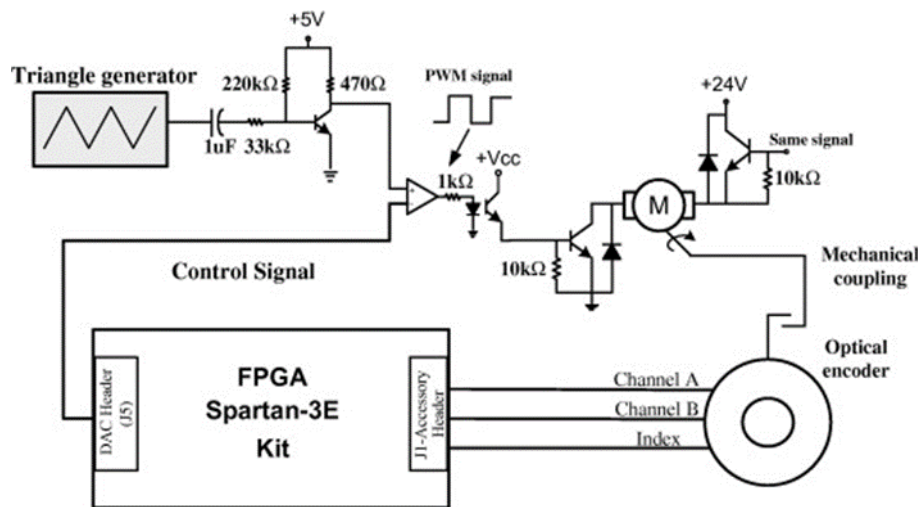 +5V
Triangle generator
220kΩ
470Ω
1uF
33kΩ
PWM signal
+Vcc
1kΩ
+24V
Same signal
10kΩ
M
10kΩ
Control Signal
Mechanical
coupling
Optical
encoder
DAC Header
(J5)
FPGA
Spartan-3E
Kit
J1-Accessory
Header
Channel A
Channel B
Index